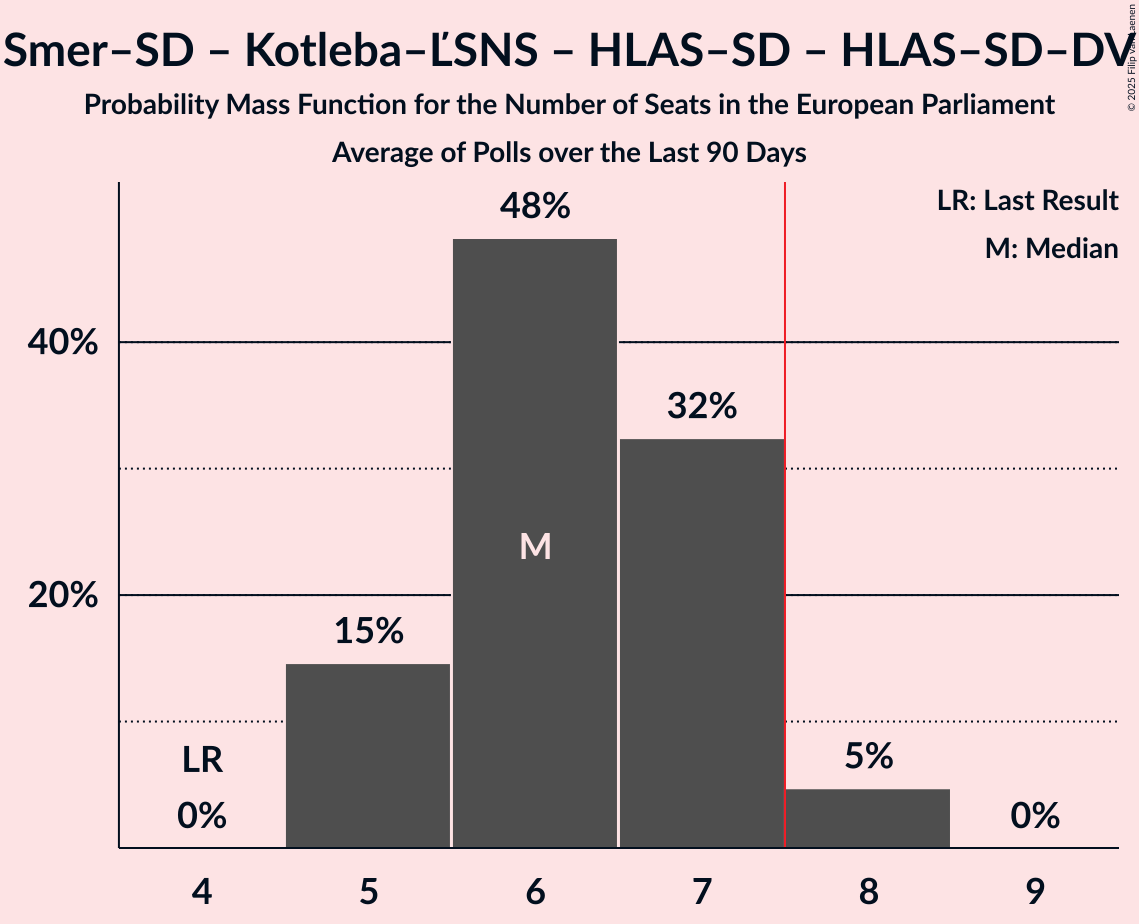 Smer–SD – Kotleba–ĽSNS – HLAS–SD – HLAS–SD–DV
© 2025 Filip van Laenen
Probability Mass Function for the Number of Seats in the European Parliament
Average of Polls over the Last 90 Days
LR: Last Result
M: Median
48%
40%
32%
M
20%
15%
LR
5%
0%
0%
4
5
6
7
8
9